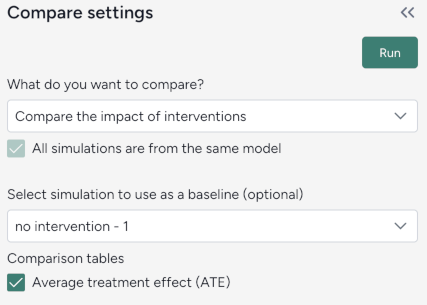 Compare settings
Run
What do you want to compare?
Compare the impact of interventions
All simulations are from the same model
Select simulation to use as a baseline (optional)
no intervention - 1
Comparison tables
Average treatment effect (ATE)